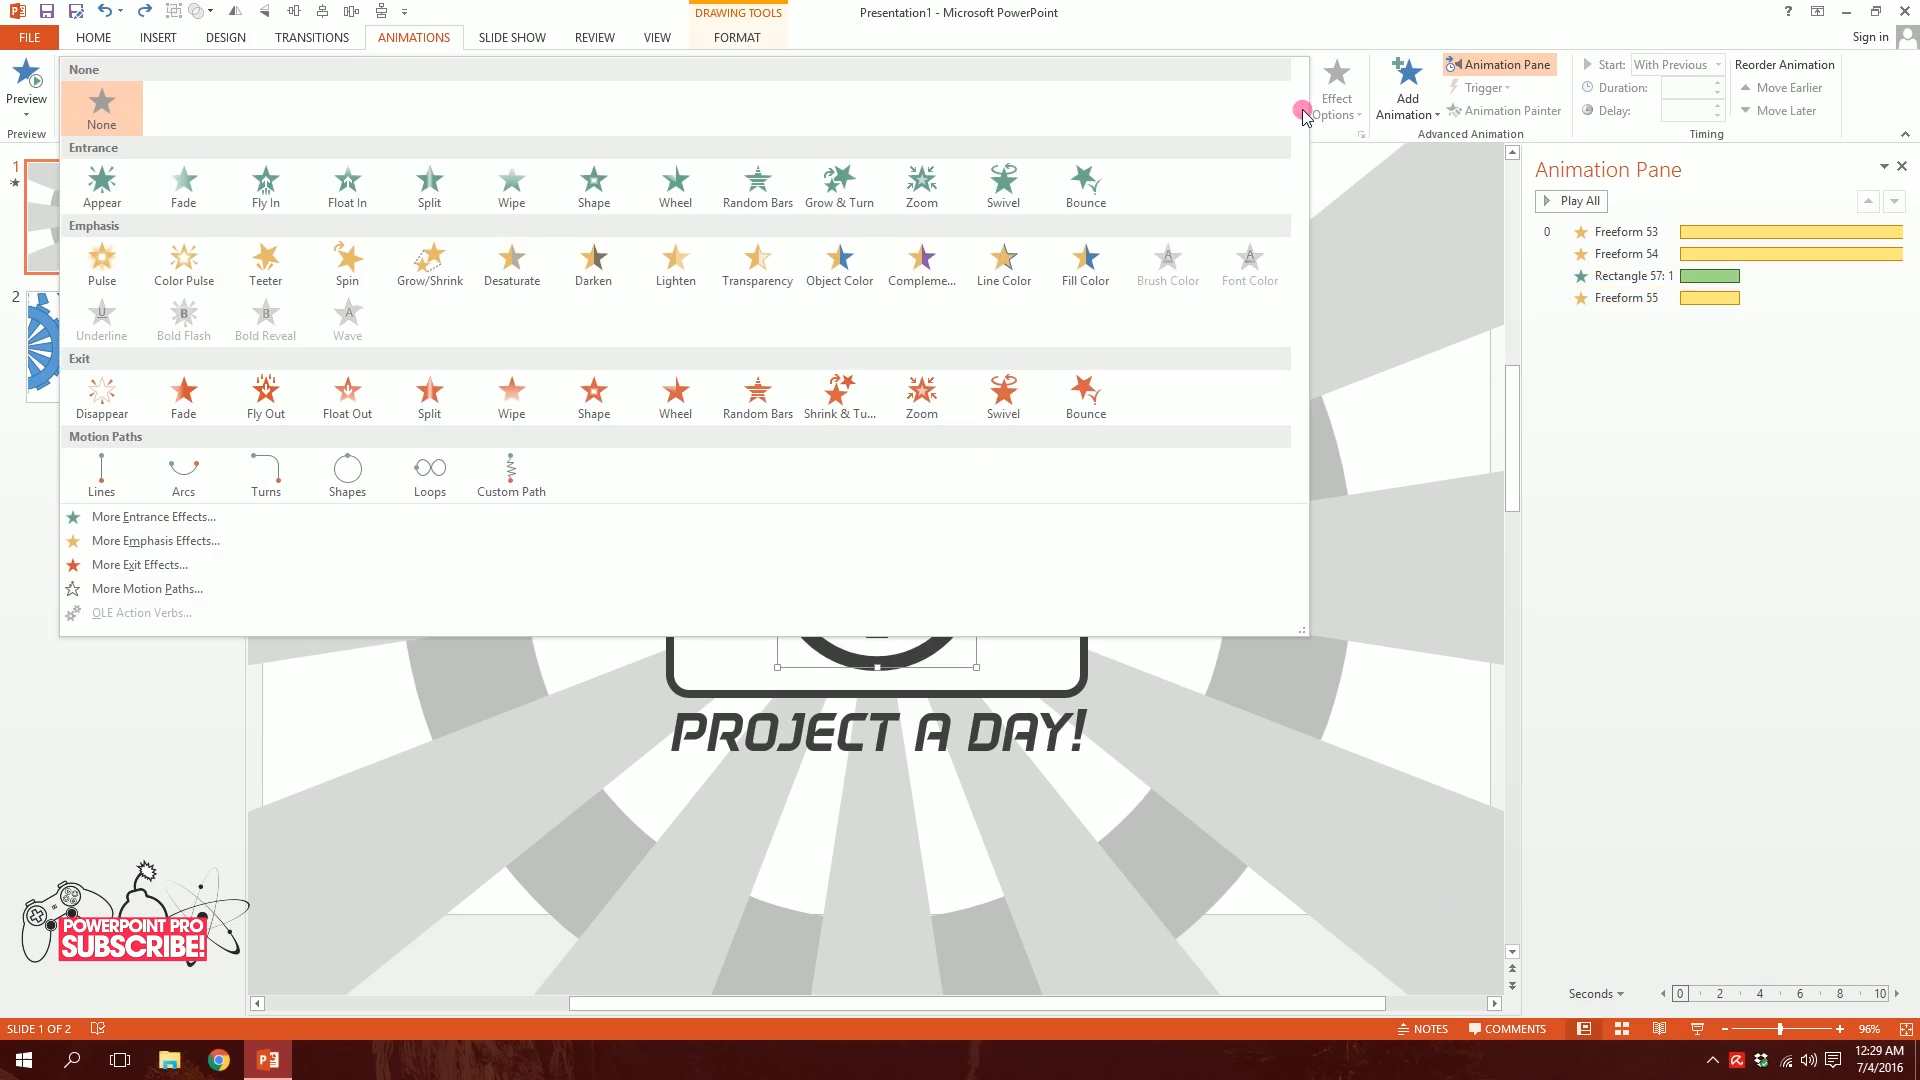 DRAWING TOOLS
Presentation1 - Microsoft PowerPoint
?
FILE
HOME
INSERT
DESIGN
TRANSITIONS
ANIMATIONS
SLIDE SHOW
REVIEW
VIEW
FORMAT
Sign in
Preview
Preview
None
None
Entrance
Appear
Fade
Fly In
Float In
Split
Wipe
Shape
Wheel
Random Bars
Grow & Turn
Zoom
Swivel
Bounce
Emphasis
Pulse
Color Pulse
Teeter
Spin
Grow/Shrink
Desaturate
Darken
Lighten
Transparency
Object Color
Compleme...
Line Color
Fill Color
Brush Color
Font Color
Underline
Bold Flash
Bold Reveal
Wave
Exit
Disappear
Fade
Fly Out
Float Out
Split
Wipe
Shape
Wheel
Random Bars
Shrink & Tu...
Zoom
Swivel
Bounce
Motion Paths
Lines
Arcs
Turns
Shapes
Loops
Custom Path
More Entrance Effects...
More Emphasis Effects...
More Exit Effects...
More Motion Paths...
OLE Action Verbs...
Effect
Options
Add
Animation
Animation Pane
Trigger
Animation Painter
Advanced Animation
Start: With Previous
Duration:
Delay:
Reorder Animation
Move Earlier
Move Later
Timing
1
2
Animation Pane
Play All
0 Freeform 53
Freeform 54
Rectangle 57: 1
Freeform 55
PROJECT A DAY!
POWERPOINT PRO
SUBSCRIBE!
Seconds 0 2 4 6 8 10
SLIDE 1 OF 2
NOTES
COMMENTS
96%
12:29 AM
7/4/2016